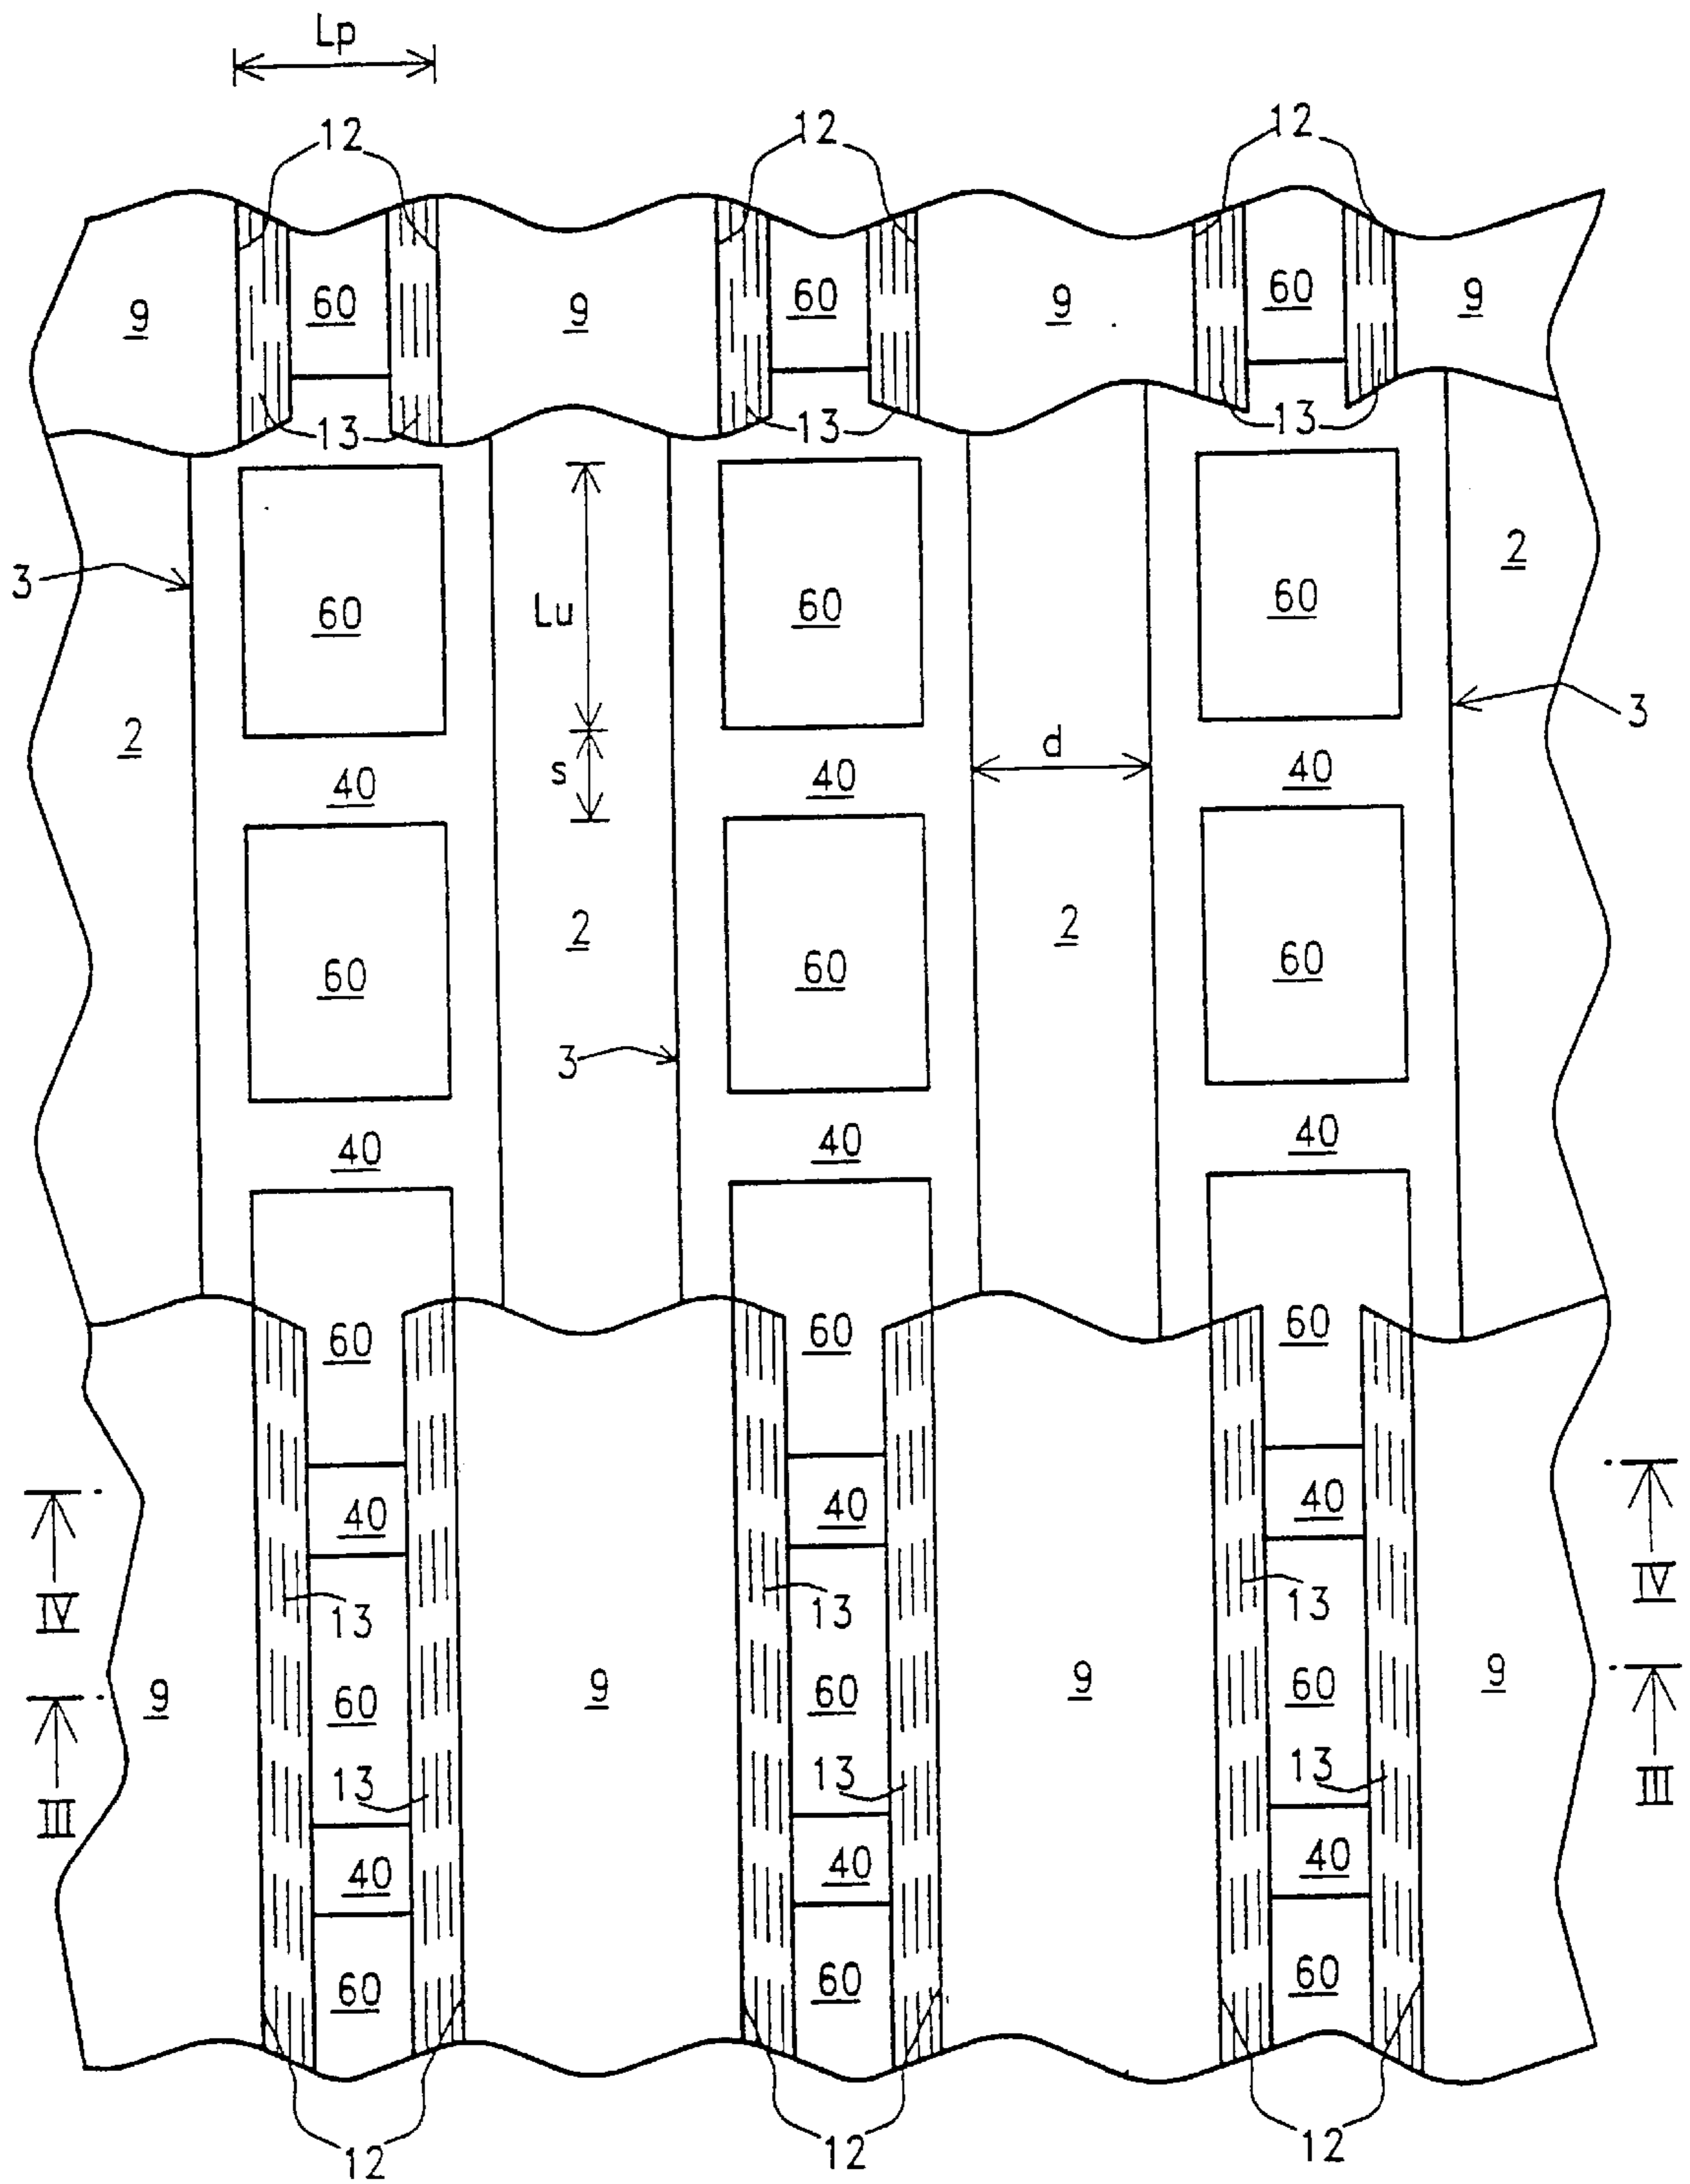 Lp
12 12 12
9 60 9 60 9 60 9
13 13 13
3 60 Lu 60 60 2
2 s 40 40 d 40 3
60 2 60 2 60
3
40 40 40
60 60 60
IV 40 40 40 IV
13 13 13
9 60 9 60 9 60 9
III 13 13 13 III
40 40 40
60 60 60
12 12 12